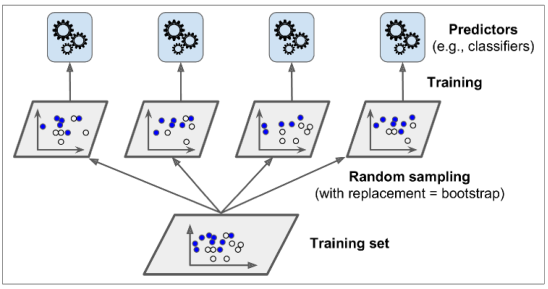 Predictors
(e.g., classifiers)
Training
Random sampling
(with replacement = bootstrap)
Training set